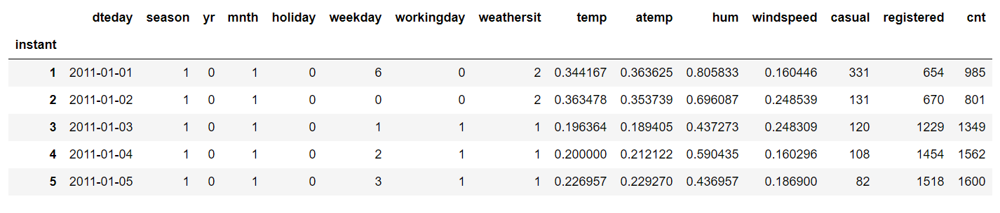 dteday season yr mnth holiday weekday workingday weathersit temp atemp hum windspeed casual registered cnt
instant
1 2011-01-01 1 0 1 0 6 0 2 0.344167 0.363625 0.805833 0.160446 331 654 985
2 2011-01-02 1 0 1 0 0 0 2 0.363478 0.353739 0.696087 0.248539 131 670 801
3 2011-01-03 1 0 1 0 1 1 1 0.196364 0.189405 0.437273 0.248309 120 1229 1349
4 2011-01-04 1 0 1 0 2 1 1 0.200000 0.212122 0.590435 0.160296 108 1454 1562
5 2011-01-05 1 0 1 0 3 1 1 0.226957 0.229270 0.436957 0.186900 82 1518 1600